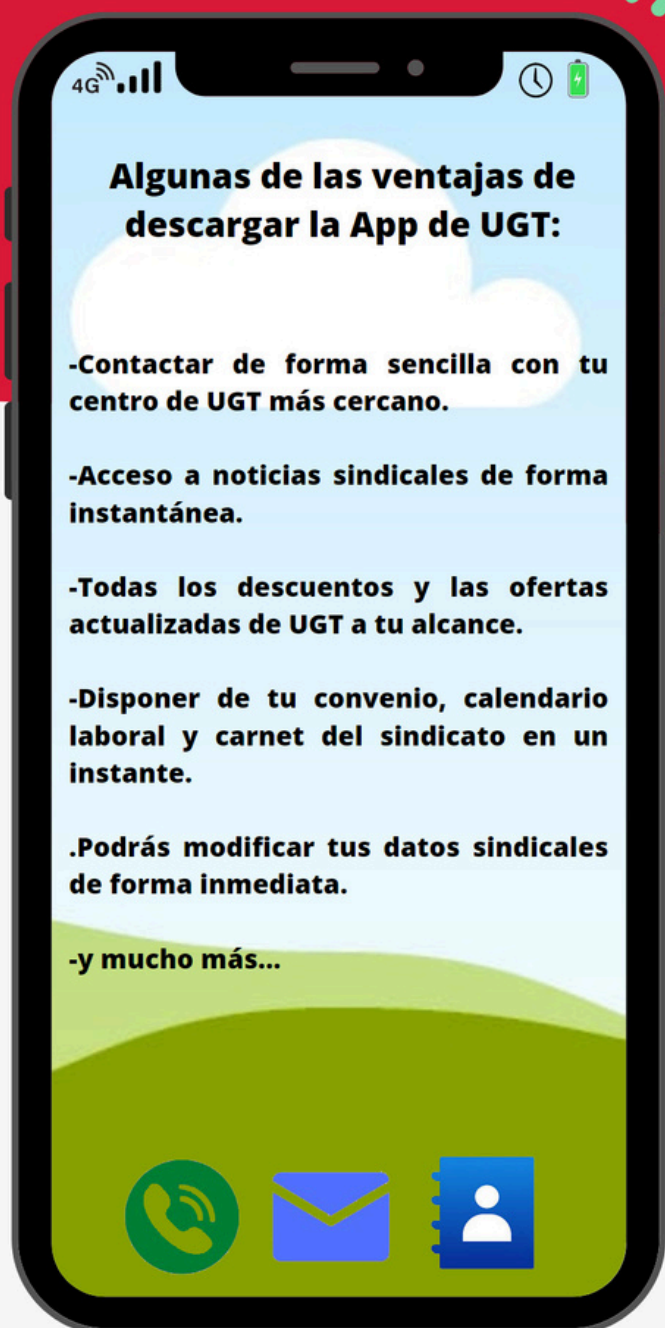 4G
Algunas de las ventajas de
descargar la App de UGT:
-Contactar de forma sencilla con tu
centro de UGT más cercano.
-Acceso a noticias sindicales de forma
instantánea.
-Todas los descuentos y las ofertas
actualizadas de UGT a tu alcance.
-Disponer de tu convenio, calendario
laboral y carnet del sindicato en un
instante.
.Podrás modificar tus datos sindicales
de forma inmediata.
-y mucho más...